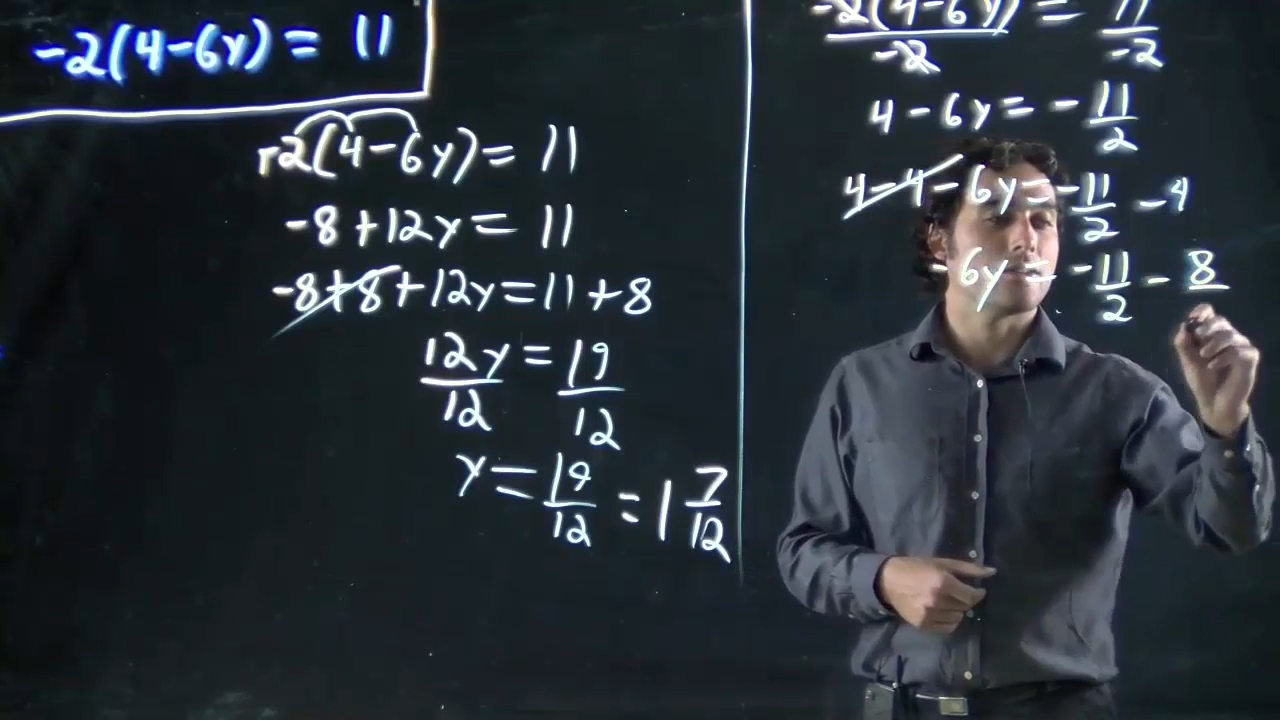 -2(4-6y) = 11
-2(4-6y) = 11
-8+12y = 11
-8+8+12y = 11+8
12y/12 = 19/12
y = 19/12 = 1 7/12
-2(4-6y)/-2 = 11/-2
4-6y = -11/2
4-4-6y = -11/2 -4
-6y = -11/2 - 8/